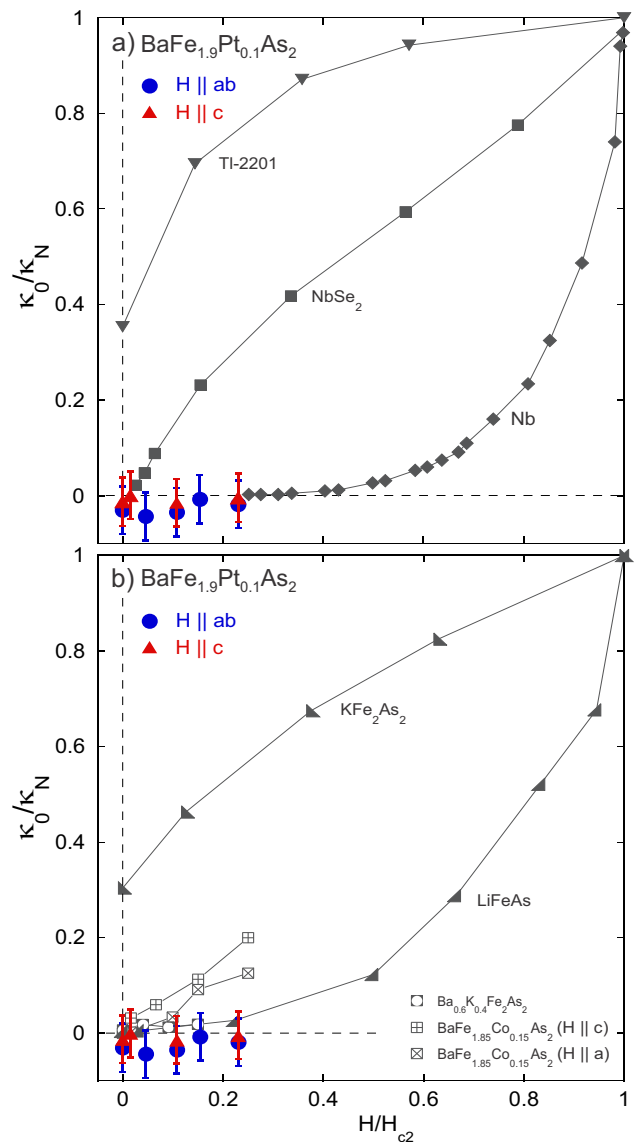 a) BaFe1.9Pt0.1As2
H || ab
H || c
Tl-2201
NbSe2
Nb
κ0/κN
1
0.8
0.6
0.4
0.2
0
b) BaFe1.9Pt0.1As2
H || ab
H || c
KFe2As2
LiFeAs
Ba0.6K0.4Fe2As2
BaFe1.85Co0.15As2 (H || c)
BaFe1.85Co0.15As2 (H || a)
κ0/κN
1
0.8
0.6
0.4
0.2
0
0 0.2 0.4 0.6 0.8 1
H/Hc2